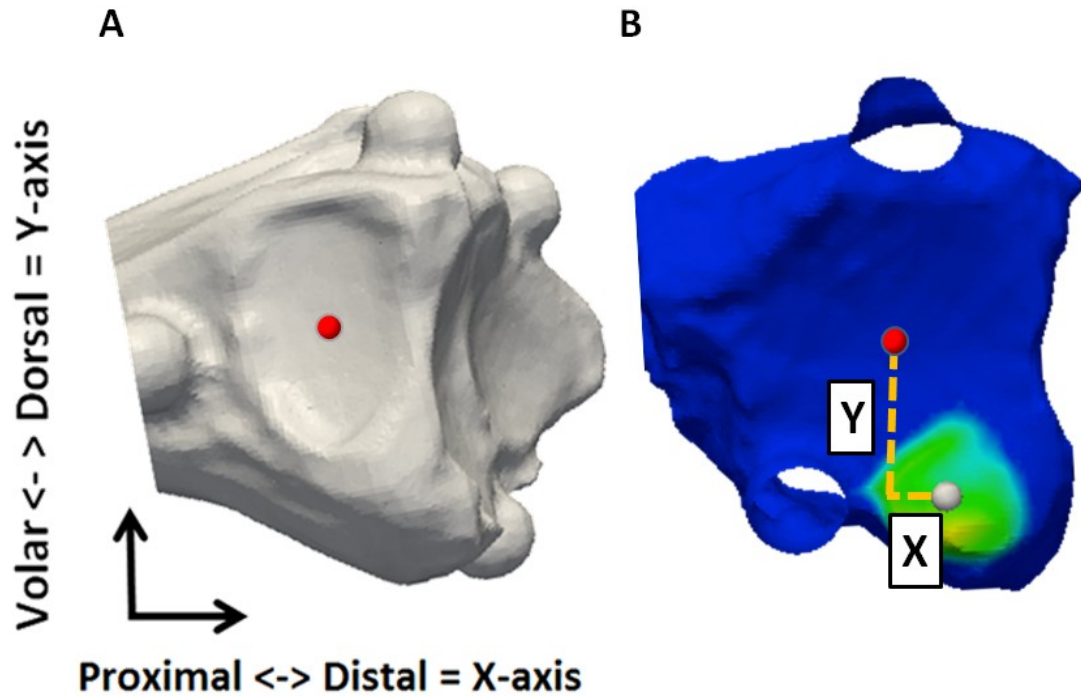 A
B
Volar <- > Dorsal = Y-axis
Y
X
Proximal <-> Distal = X-axis